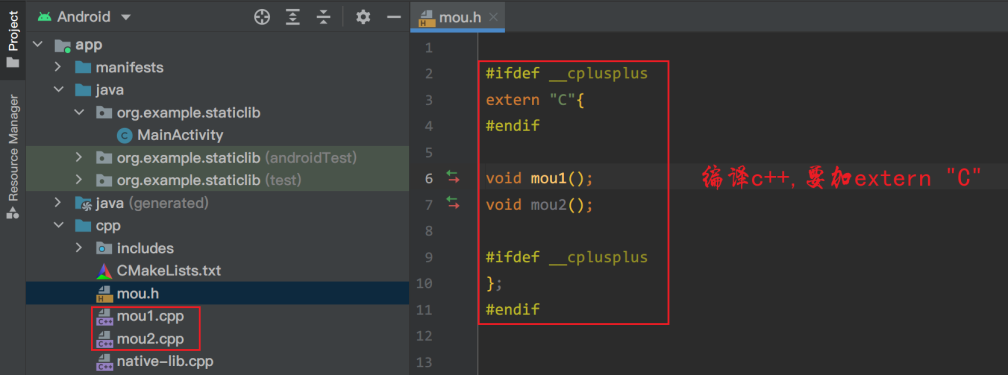 Project
Resource Manager
Android
app
manifests
java
org.example.staticlib
MainActivity
org.example.staticlib (androidTest)
org.example.staticlib (test)
java (generated)
cpp
includes
CMakeLists.txt
mou.h
mou1.cpp
mou2.cpp
native-lib.cpp
mou.h
1
2 #ifdef __cplusplus
3 extern "C"{
4 #endif
5
6 void mou1();
7 void mou2();
8
9 #ifdef __cplusplus
10 };
11 #endif
12
13
编译c++,要加extern "C"